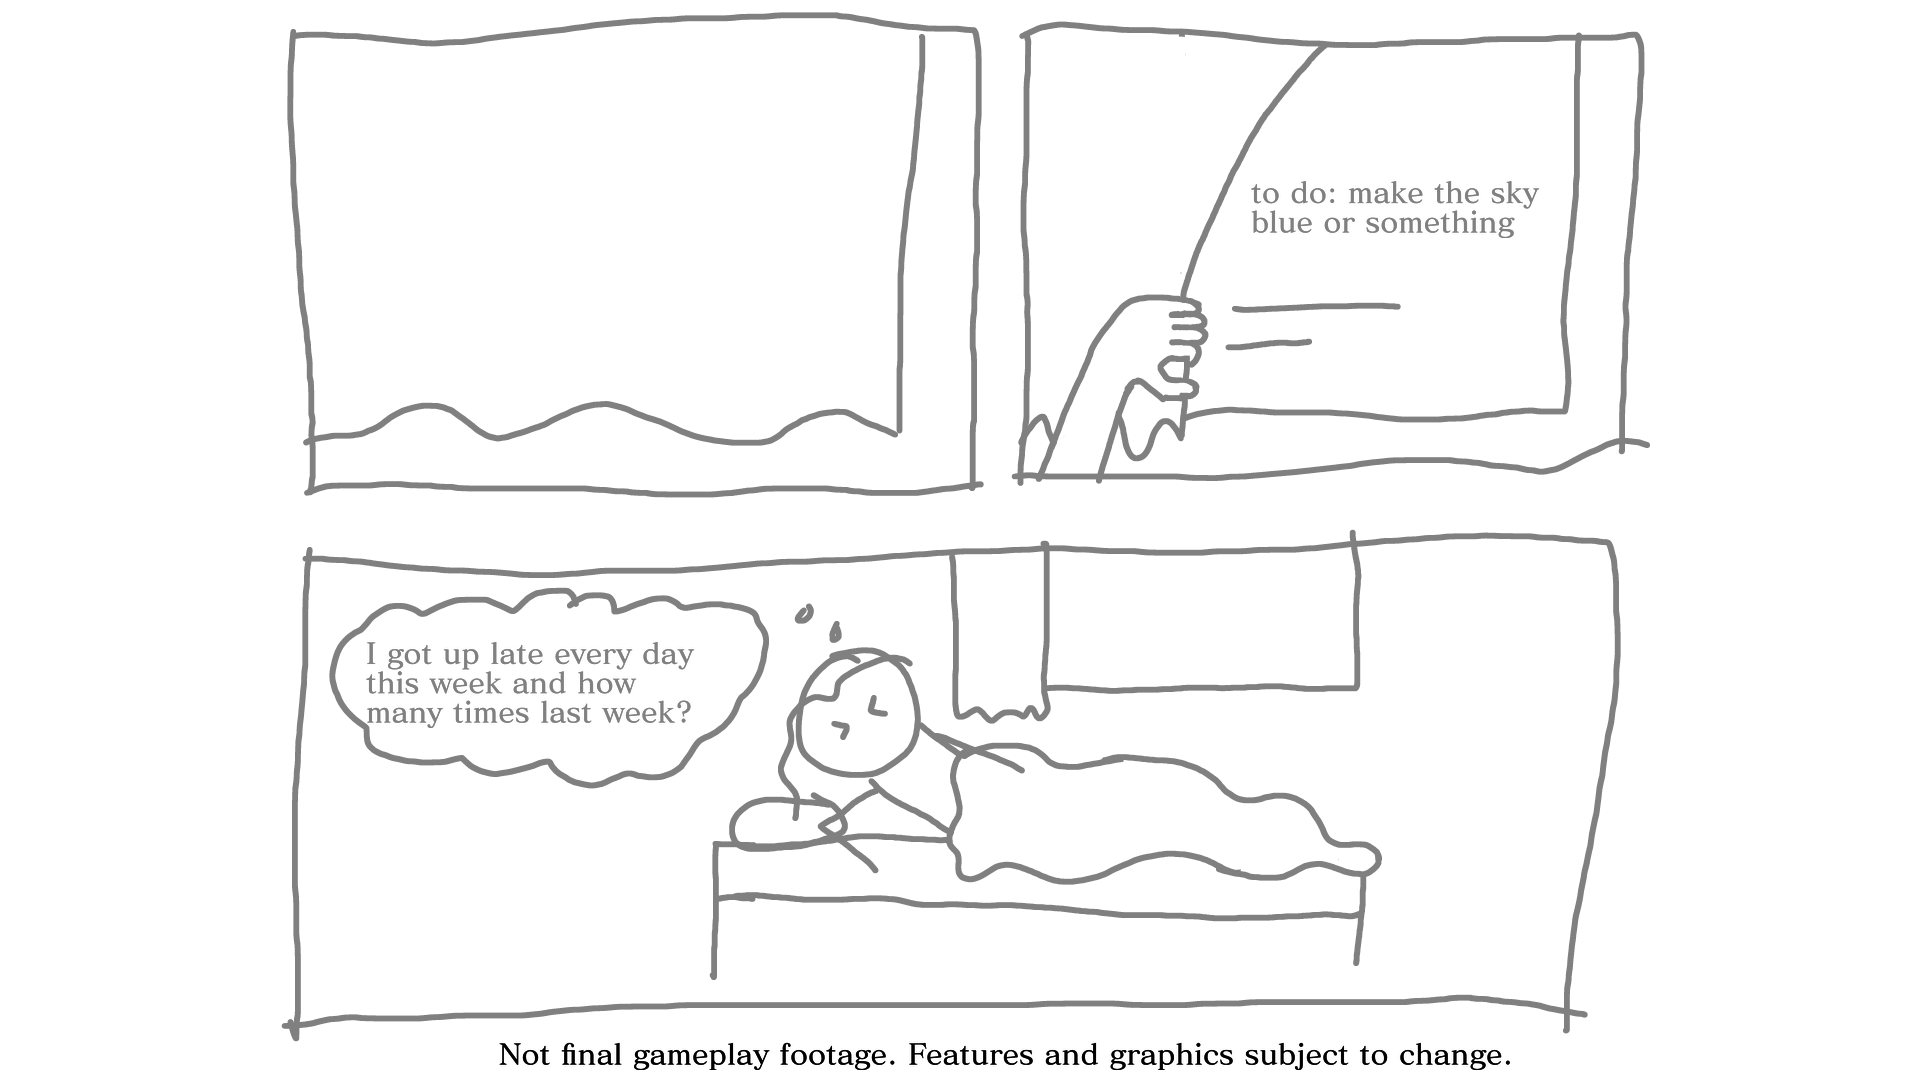 to do: make the sky
blue or something
I got up late every day
this week and how
many times last week?
Not final gameplay footage. Features and graphics subject to change.